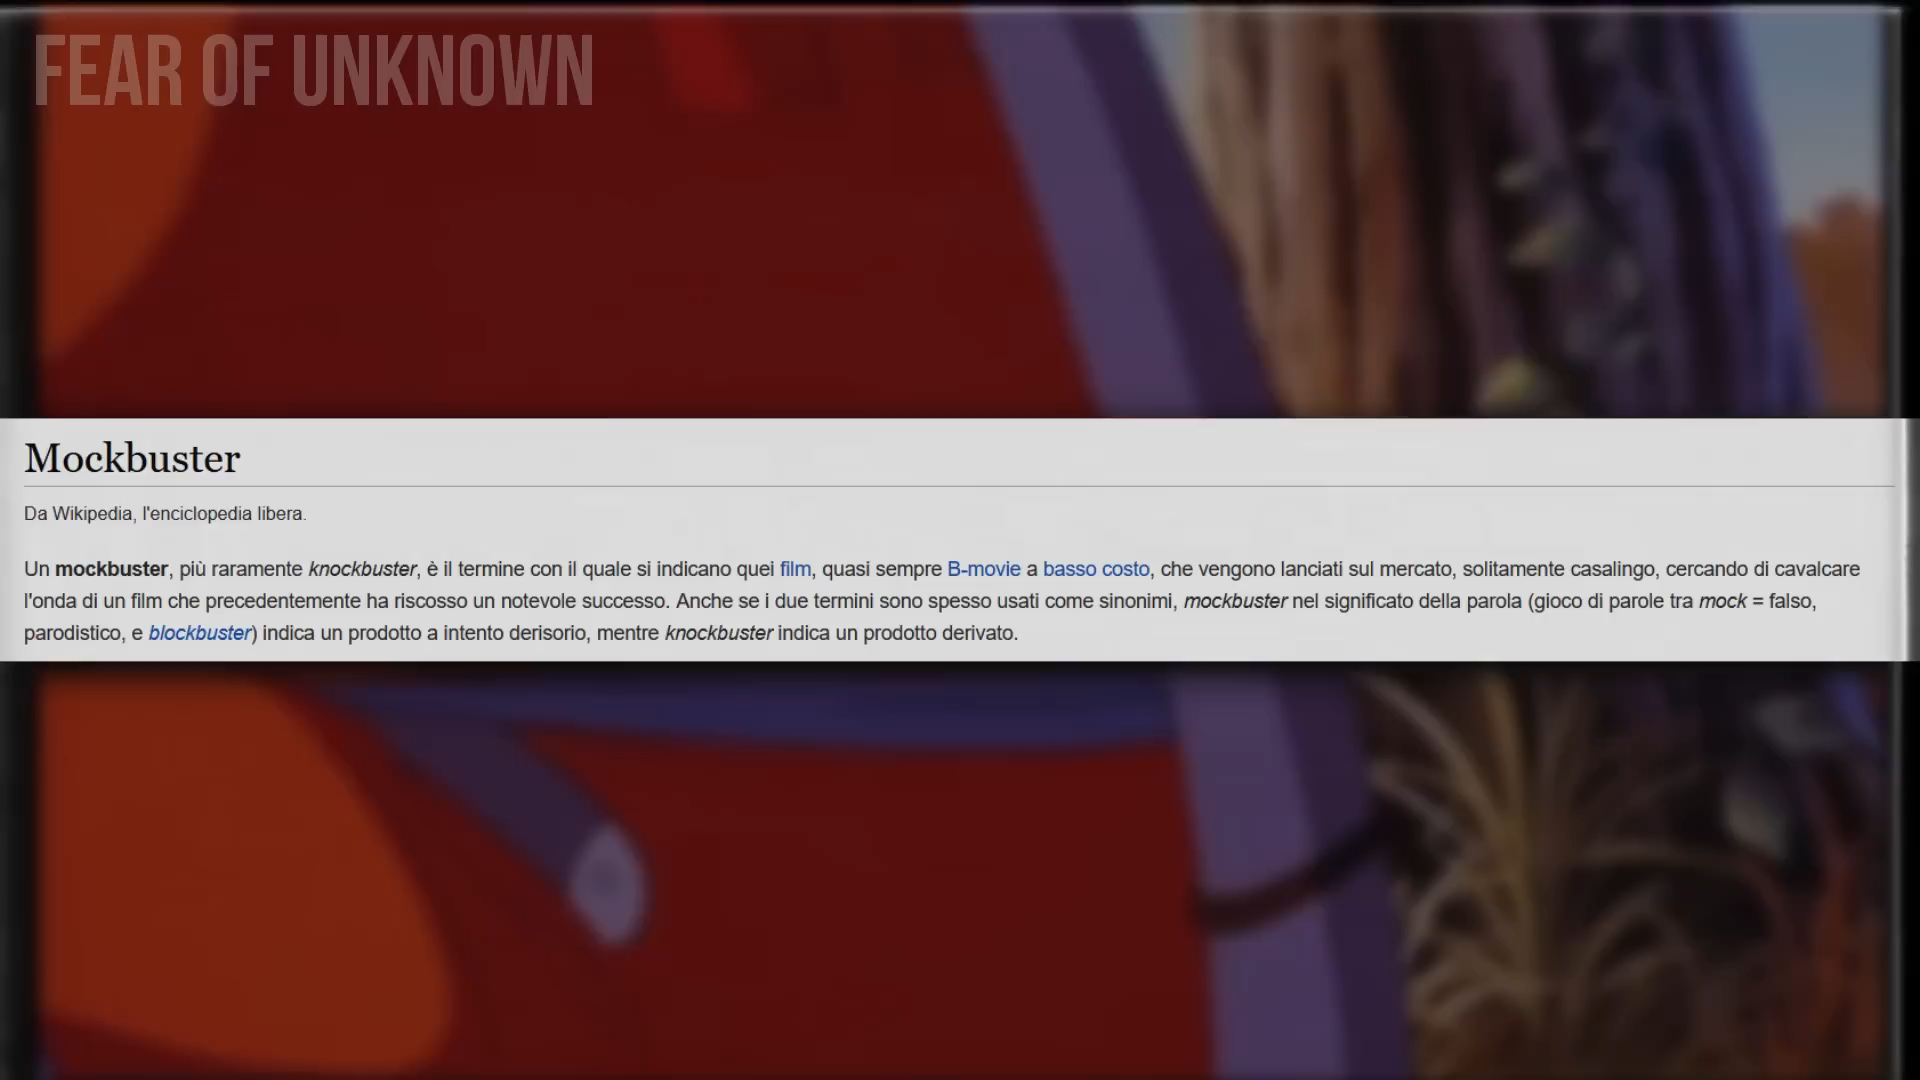 FEAR OF UNKNOWN
Mockbuster
Da Wikipedia, l'enciclopedia libera.
Un mockbuster, più raramente knockbuster, è il termine con il quale si indicano quei film, quasi sempre B-movie a basso costo, che vengono lanciati sul mercato, solitamente casalingo, cercando di cavalcare
l'onda di un film che precedentemente ha riscosso un notevole successo. Anche se i due termini sono spesso usati come sinonimi, mockbuster nel significato della parola (gioco di parole tra mock = falso,
parodistico, e blockbuster) indica un prodotto a intento derisorio, mentre knockbuster indica un prodotto derivato.